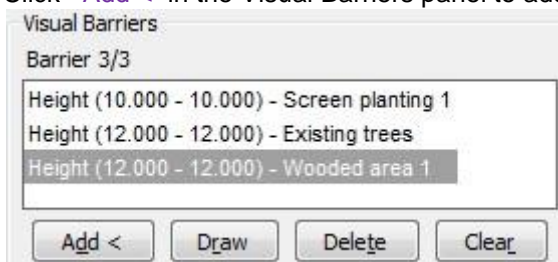 Click "Add <" in the Visual Barriers panel to add
Visual Barriers
Barrier 3/3
Height (10.000 - 10.000) - Screen planting 1
Height (12.000 - 12.000) - Existing trees
Height (12.000 - 12.000) - Wooded area 1
Add < Draw Delete Clear